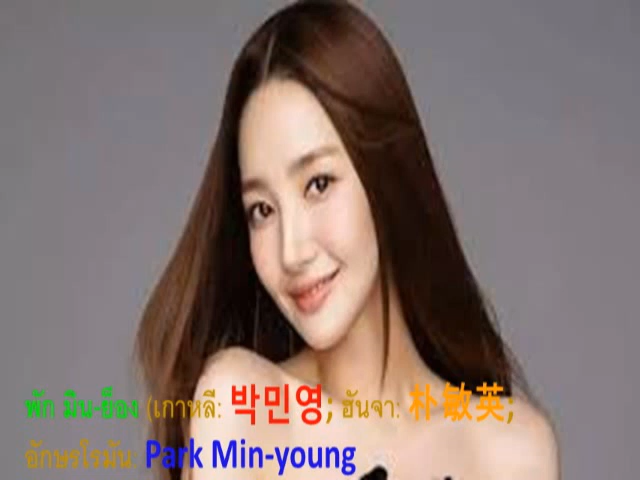 พัก มิน-ย็อง (เกาหลี: 박민영; ฮันจา: 朴敏英;
อักษรโรมัน: Park Min-young